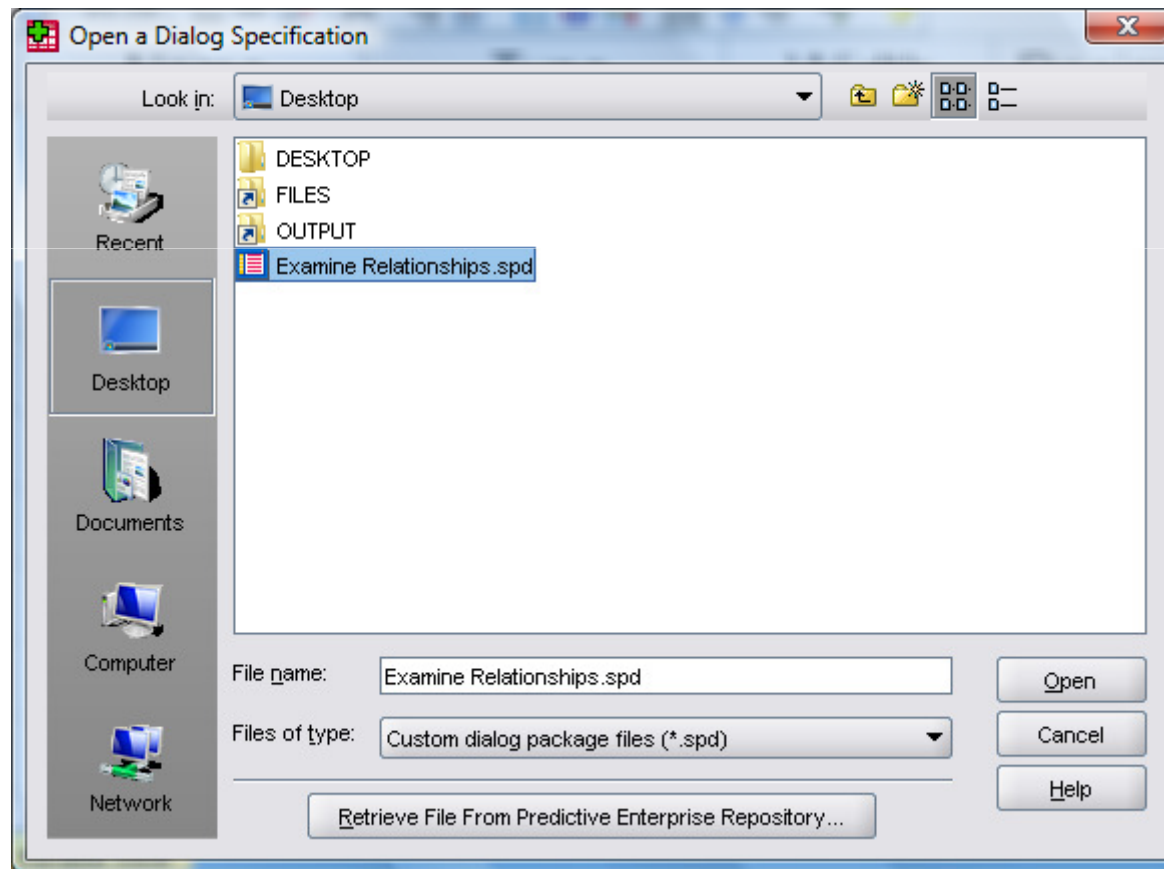 Open a Dialog Specification
Look in:
Desktop
DESKTOP
FILES
OUTPUT
Examine Relationships.spd
Recent
Desktop
Documents
Computer
Network
File name:
Examine Relationships.spd
Open
Files of type:
Custom dialog package files (*.spd)
Cancel
Help
Retrieve File From Predictive Enterprise Repository...